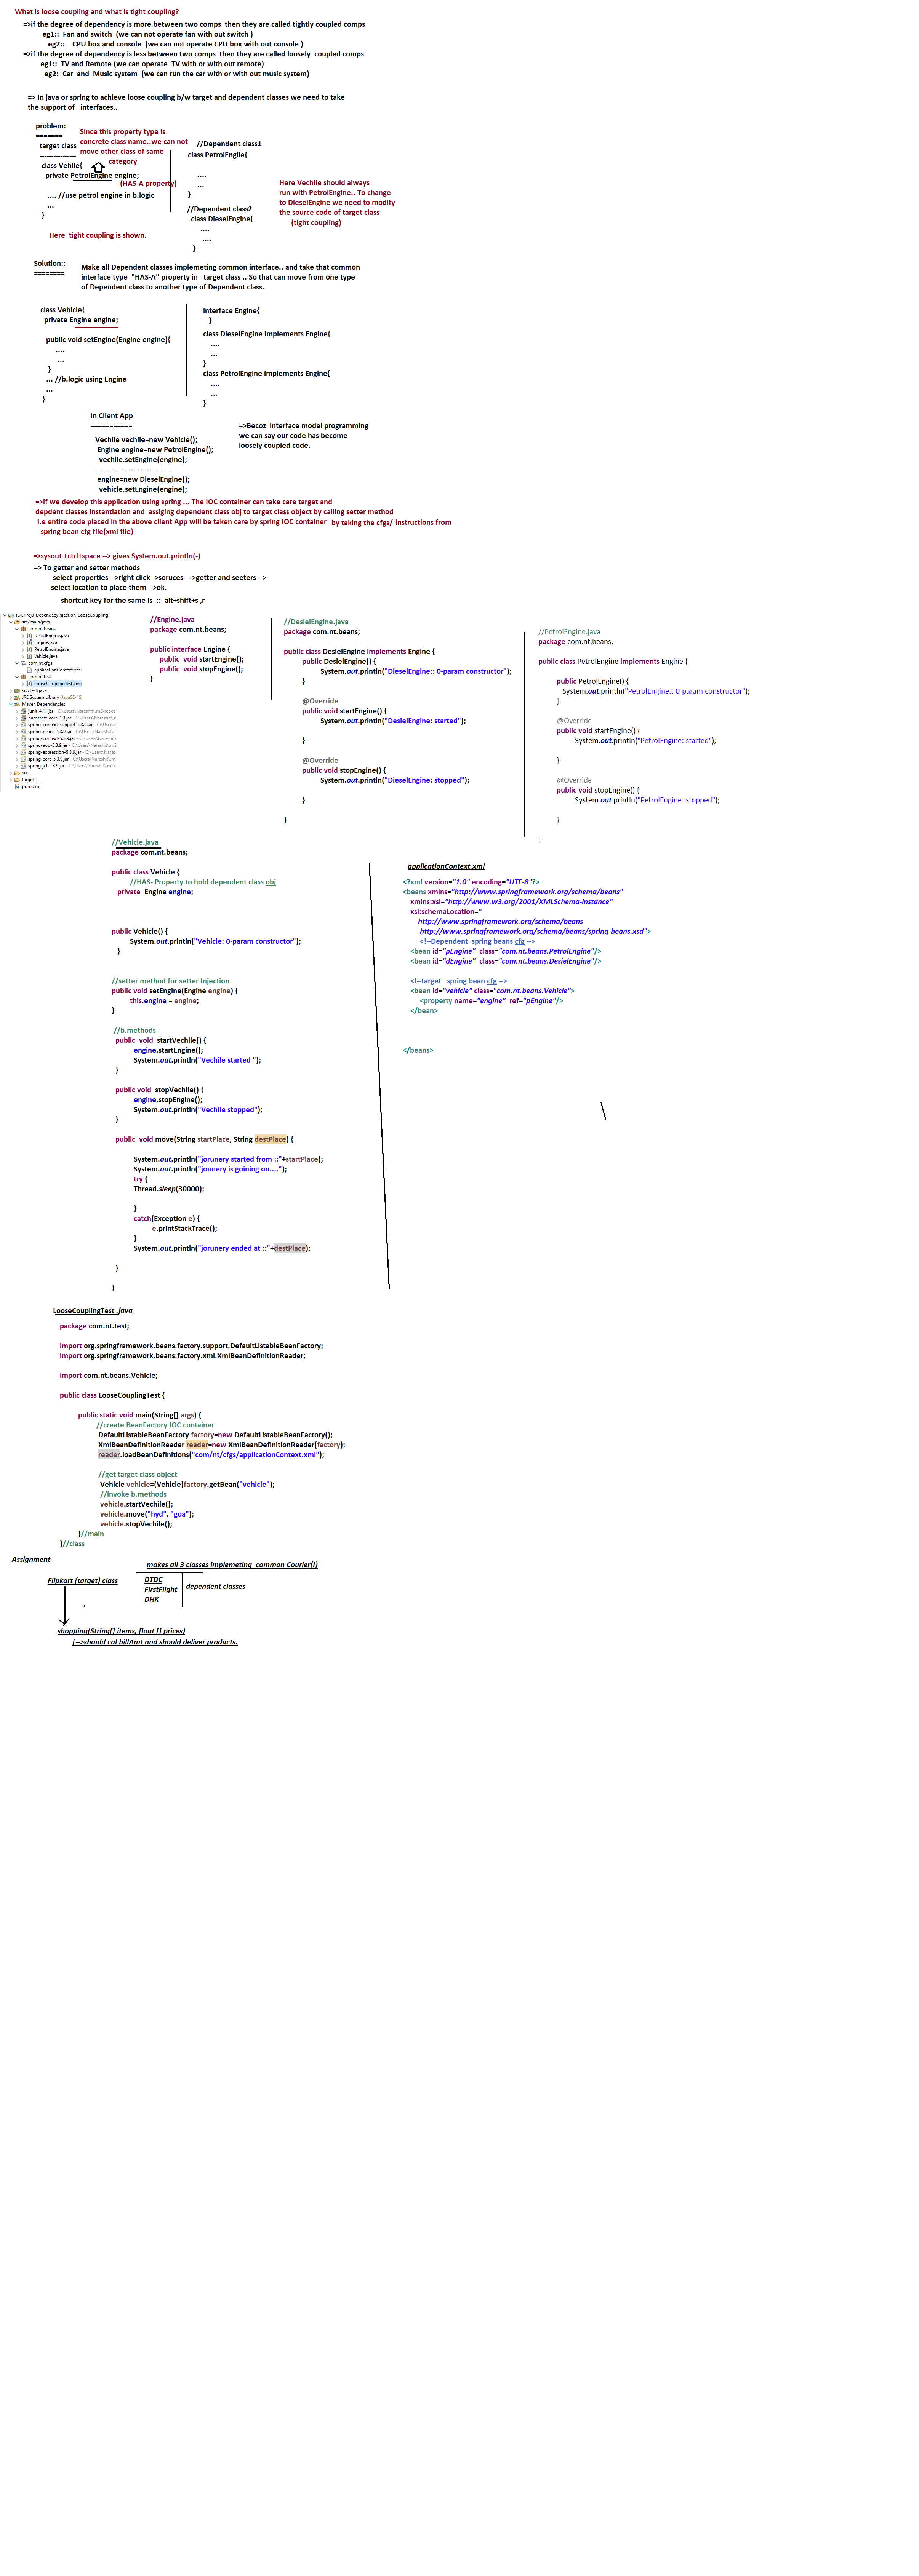 What is loose coupling and what is tight coupling?
=>if the degree of dependency is more between two comps  then they are called tightly coupled comps
eg1:: Fan and switch  (we can not operate fan with out switch )
eg2::   CPU box and console  (we can not operate CPU box with out console )
=>if the degree of dependency is less between two comps  then they are called loosely  coupled comps
eg1::  TV and Remote (we can operate  TV with or with out remote)
eg2:  Car  and  Music system  (we can run the car with or with out music system)
=> In java or spring to achieve loose coupling b/w target and dependent classes we need to take
the support of   interfaces..
problem:
=======
target class
----------------
class Vehile{
private PetrolEngine engine;
(HAS-A property)
.... //use petrol engine in b.logic
...
}
Since this property type is
concrete class name..we can not
move other class of same
category
Here  tight coupling is shown.
//Dependent class1
class PetrolEngile{
....
...
}
//Dependent class2
class DieselEngine{
....
....
}
Here Vechile should always
run with PetrolEngine.. To change
to DieselEngine we need to modify
the source code of target class
(tight coupling)
Solution::
========
Make all Dependent classes implemeting common interface.. and take that common
interface type  "HAS-A" property in   target class .. So that can move from one type
of Dependent class to another type of Dependent class.
class Vehicle{
private Engine engine;
public void setEngine(Engine engine){
....
...
}
... //b.logic using Engine
...
}
interface Engine{
}
class DieselEngine implements Engine{
....
...
}
class PetrolEngine implements Engine{
....
...
}
In Client App
===========
Vechile vechile=new Vehicle();
Engine engine=new PetrolEngine();
vechile.setEngine(engine);
---------------------------------
engine=new DieselEngine();
vehicle.setEngine(engine);
=>Becoz  interface model programming
we can say our code has become
loosely coupled code.
=>if we develop this application using spring ... The IOC container can take care target and
depdent classes instantiation and  assiging dependent class obj to target class object by calling setter method
i.e entire code placed in the above client App will be taken care by spring IOC container  by taking the cfgs/ instructions from
spring bean cfg file(xml file)
=>sysout +ctrl+space --> gives System.out.println(-)
=> To getter and setter methods
select properties -->right click-->soruces --->getter and seeters -->
select location to place them -->ok.
shortcut key for the same is  ::  alt+shift+s ,r
IOCProj5-DependecyInjection-LooseCoupling
src/main/java
com.nt.beans
DesielEngine.java
Engine.java
PetrolEngine.java
Vehicle.java
com.nt.cfgs
applicationContext.xml
com.nt.test
LooseCouplingTest.java
src/test/java
JRE System Library [JavaSE-15]
Maven Dependencies
junit-4.11.jar - C:\Users\Nareshit\.m2\repos
hamcrest-core-1.3.jar - C:\Users\Nareshit\.n
spring-context-support-5.3.9.jar - C:\Users\
spring-beans-5.3.9.jar - C:\Users\Nareshit\.
spring-context-5.3.9.jar - C:\Users\Nareshit
spring-aop-5.3.9.jar - C:\Users\Nareshit\.m2
spring-expression-5.3.9.jar - C:\Users\Naresl
spring-core-5.3.9.jar - C:\Users\Nareshit\.m
spring-jcl-5.3.9.jar - C:\Users\Nareshit\.m2\
src
target
pom.xml
//Engine.java
package com.nt.beans;
public interface Engine {
public  void startEngine();
public  void stopEngine();
}
//DesielEngine.java
package com.nt.beans;
public class DesielEngine implements Engine {
public DesielEngine() {
System.out.println("DieselEngine:: 0-param constructor");
}
@Override
public void startEngine() {
System.out.println("DesielEngine: started");
}
@Override
public void stopEngine() {
System.out.println("DieselEngine: stopped");
}
}
//PetrolEngine.java
package com.nt.beans;
public class PetrolEngine implements Engine {
public PetrolEngine() {
System.out.println("PetrolEngine:: 0-param constructor");
}
@Override
public void startEngine() {
System.out.println("PetrolEngine: started");
}
@Override
public void stopEngine() {
System.out.println("PetrolEngine: stopped");
}
}
//Vehicle.java
package com.nt.beans;
public class Vehicle {
//HAS- Property to hold dependent class obj
private  Engine engine;
public Vehicle() {
System.out.println("Vehicle: 0-param constructor");
}
//setter method for setter Injection
public void setEngine(Engine engine) {
this.engine = engine;
}
//b.methods
public  void  startVechile() {
engine.startEngine();
System.out.println("Vechile started ");
}
public void  stopVechile() {
engine.stopEngine();
System.out.println("Vechile stopped");
}
public  void move(String startPlace, String destPlace) {
System.out.println("jorunery started from ::"+startPlace);
System.out.println("jounery is goining on....");
try {
Thread.sleep(30000);
}
catch(Exception e) {
e.printStackTrace();
}
System.out.println("jorunery ended at ::"+destPlace);
}
}
applicationContext.xml
<?xml version="1.0" encoding="UTF-8"?>
<beans xmlns="http://www.springframework.org/schema/beans"
xmlns:xsi="http://www.w3.org/2001/XMLSchema-instance"
xsi:schemaLocation="
http://www.springframework.org/schema/beans
http://www.springframework.org/schema/beans/spring-beans.xsd">
<!--Dependent  spring beans cfg -->
<bean id="pEngine"  class="com.nt.beans.PetrolEngine"/>
<bean id="dEngine"  class="com.nt.beans.DesielEngine"/>
<!--target   spring bean cfg -->
<bean id="vehicle" class="com.nt.beans.Vehicle">
<property name="engine"  ref="pEngine"/>
</bean>
</beans>
LooseCouplingTest .java
package com.nt.test;
import org.springframework.beans.factory.support.DefaultListableBeanFactory;
import org.springframework.beans.factory.xml.XmlBeanDefinitionReader;
import com.nt.beans.Vehicle;
public class LooseCouplingTest {
public static void main(String[] args) {
//create BeanFactory IOC container
DefaultListableBeanFactory factory=new DefaultListableBeanFactory();
XmlBeanDefinitionReader reader=new XmlBeanDefinitionReader(factory);
reader.loadBeanDefinitions("com/nt/cfgs/applicationContext.xml");
//get target class object
Vehicle vehicle=(Vehicle)factory.getBean("vehicle");
//invoke b.methods
vehicle.startVechile();
vehicle.move("hyd", "goa");
vehicle.stopVechile();
}//main
}//class
Assignment
makes all 3 classes implemeting  common Courier(I)
Flipkart (target) class
DTDC
FirstFlight
DHK
dependent classes
shopping(String[] items, float [] prices)
|-->should cal billAmt and should deliver products.